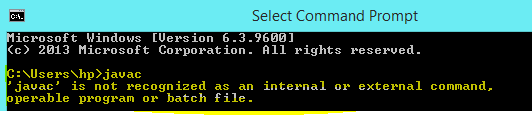 Select Command Prompt
Microsoft Windows [Version 6.3.9600]
(c) 2013 Microsoft Corporation. All rights reserved.
C:\Users\hp>javac
'javac' is not recognized as an internal or external command,
operable program or batch file.